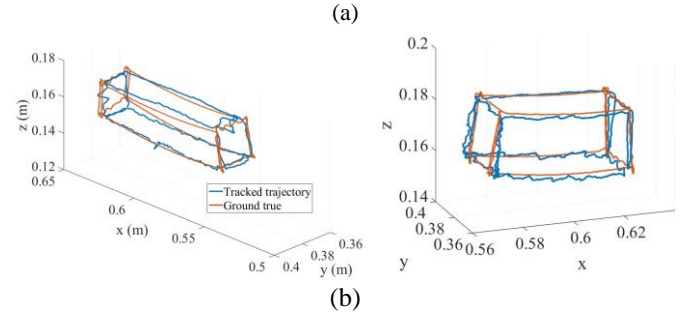 (a)
0.18
0.16
0.14
0.12
z (m)
0.65
0.6
0.55
0.5
x (m)
0.4
0.38
0.36
y (m)
Tracked trajectory
Ground true
0.2
0.18
0.16
0.14
z
0.4
0.38
0.36
y
0.56
0.58
0.6
0.62
x
(b)